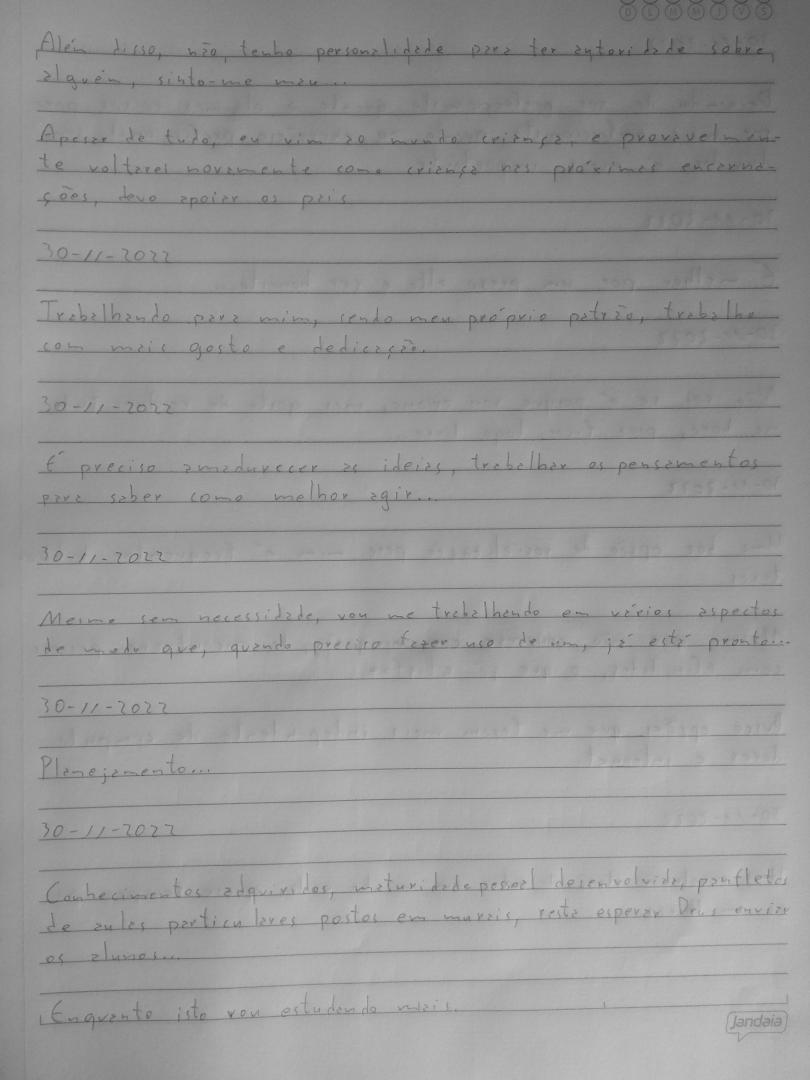 D S T Q Q S S
Além disso, não, tenho personalidade para ter autoridade sobre
alguém, sinto-me mau...
Apesar de tudo, eu vim ao mundo criança, e provavelmen-
te voltarei novamente como criança nas próximas encarna-
ções, devo apoiar os pais
30-11-2022
Trabalhando para mim, sendo meu próprio patrão, trabalho
com mais gosto e dedicação.
30-11-2022
É preciso amadurecer as ideias, trabalhar os pensamentos
para saber como melhor agir...
30-11-2022
Mesmo sem necessidade, vou me trabalhando em vários aspectos
de modo que, quando preciso fazer uso de um, já está pronto...
30-11-2022
Planejamento...
30-11-2022
Conhecimentos adquiridos, maturidade pessoal desenvolvida, panfletos
de aulas particulares postos em murais, resta esperar Deus enviar
os alunos...
Enquanto isto vou estudando mais.
Jandaia